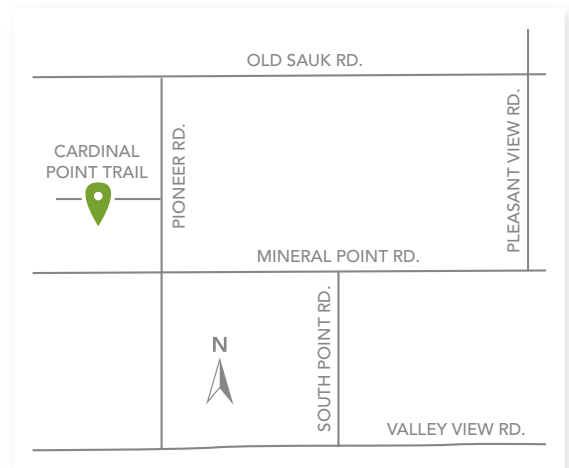 OLD SAUK RD.
CARDINAL
POINT TRAIL
PIONEER RD.
PLEASANT VIEW RD.
MINERAL POINT RD.
N
SOUTH POINT RD.
VALLEY VIEW RD.